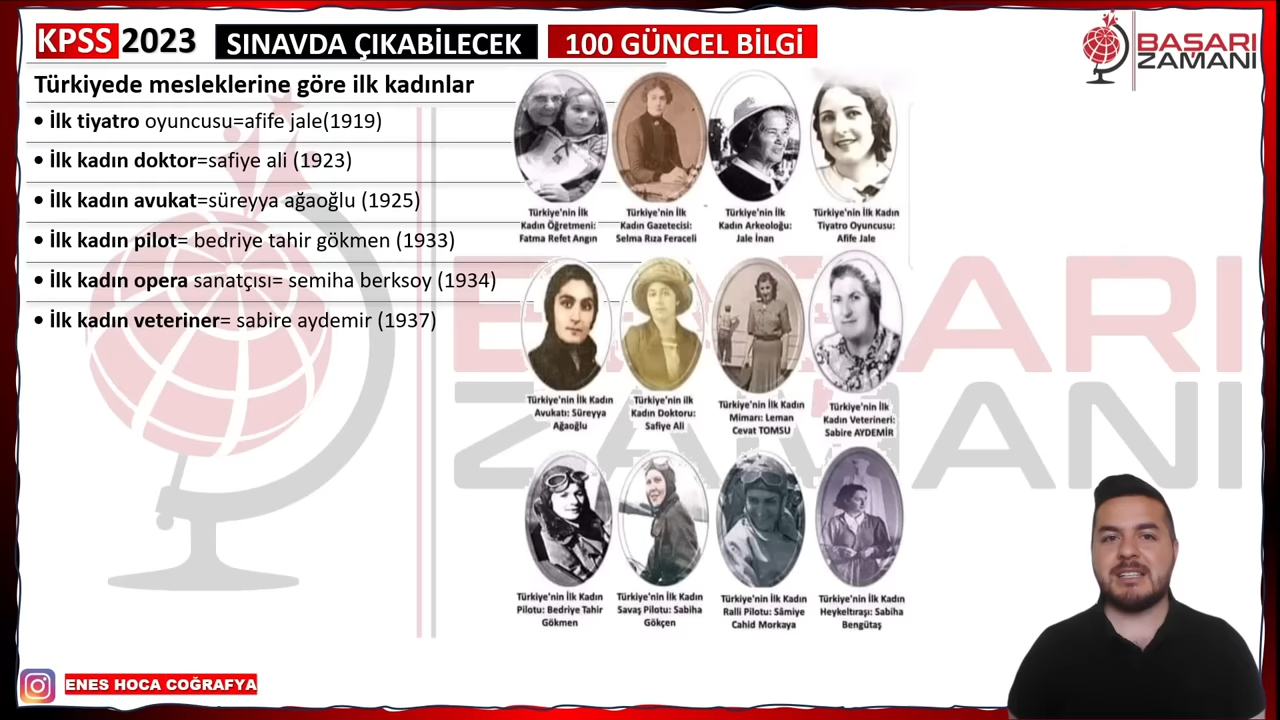 KPSS 2023 SINAVDA ÇIKABİLECEK 100 GÜNCEL BİLGİ
BAŞARI
ZAMANI
Türkiyede mesleklerine göre ilk kadınlar
• İlk tiyatro oyuncusu=afife jale(1919)
• İlk kadın doktor=safiye ali (1923)
• İlk kadın avukat=süreyya ağaoğlu (1925)
• İlk kadın pilot= bedriye tahir gökmen (1933)
• İlk kadın opera sanatçısı= semiha berksoy (1934)
• İlk kadın veteriner= sabire aydemir (1937)
Türkiye'nin İlk
Kadın Öğretmeni:
Fatma Refet Angın
Türkiye'nin İlk
Kadın Gazetecisi:
Selma Rıza Feraceli
Türkiye'nin İlk
Kadın Arkeoloğu:
Jale İnan
Türkiye'nin İlk Kadın
Tiyatro Oyuncusu:
Afife Jale
Türkiye'nin İlk Kadın
Avukatı: Süreyya
Ağaoğlu
Türkiye'nin ilk
Kadın Doktoru:
Safiye Ali
Türkiye'nin İlk Kadın
Mimarı: Leman
Cevat TOMSU
Türkiye'nin İlk
Kadın Veterineri:
Sabire AYDEMİR
Türkiye'nin İlk Kadın
Pilotu: Bedriye Tahir
Gökmen
Türkiye'nin İlk Kadın
Savaş Pilotu: Sabiha
Gökçen
Türkiye'nin İlk Kadın
Ralli Pilotu: Sâmiye
Cahid Morkaya
Türkiye'nin İlk Kadın
Heykeltıraşı: Sabiha
Bengütaş
BAŞARI
ZAMANI
ENES HOCA COĞRAFYA